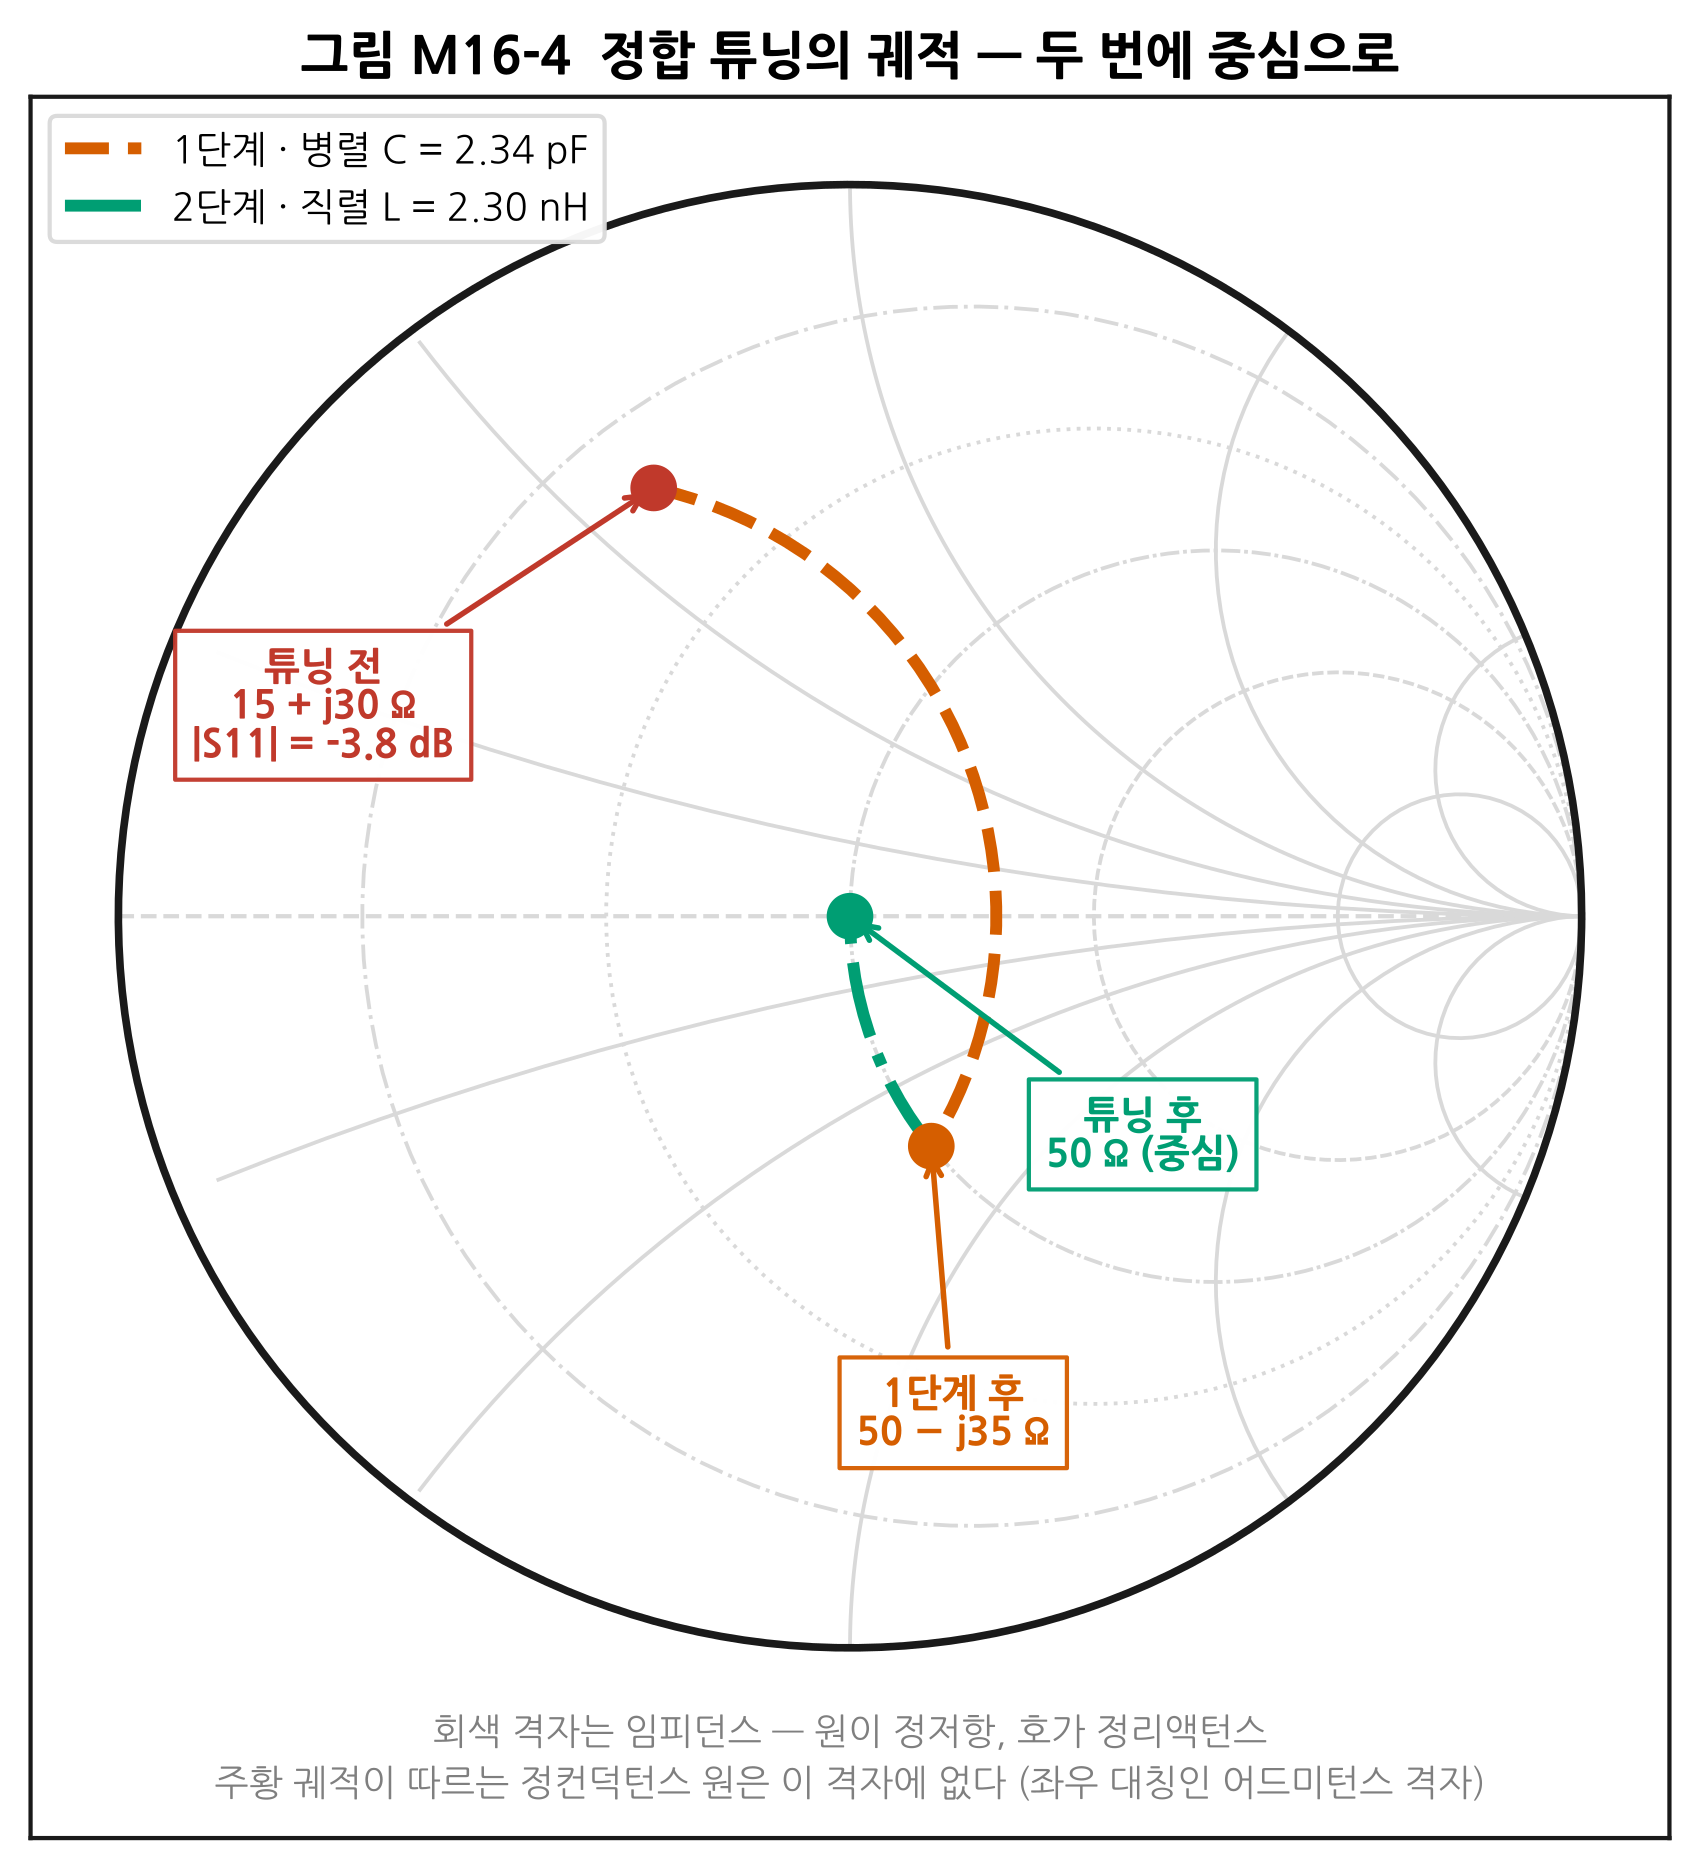 그림 M16-4 정합 튜닝의 궤적 — 두 번에 중심으로
1단계 · 병렬 C = 2.34 pF
2단계 · 직렬 L = 2.30 nH
튜닝 전
15 + j30 Ω
|S11| = -3.8 dB
튜닝 후
50 Ω (중심)
1단계 후
50 − j35 Ω
회색 격자는 임피던스 — 원이 정저항, 호가 정리액턴스
주황 궤적이 따르는 정컨덕턴스 원은 이 격자에 없다 (좌우 대칭인 어드미턴스 격자)